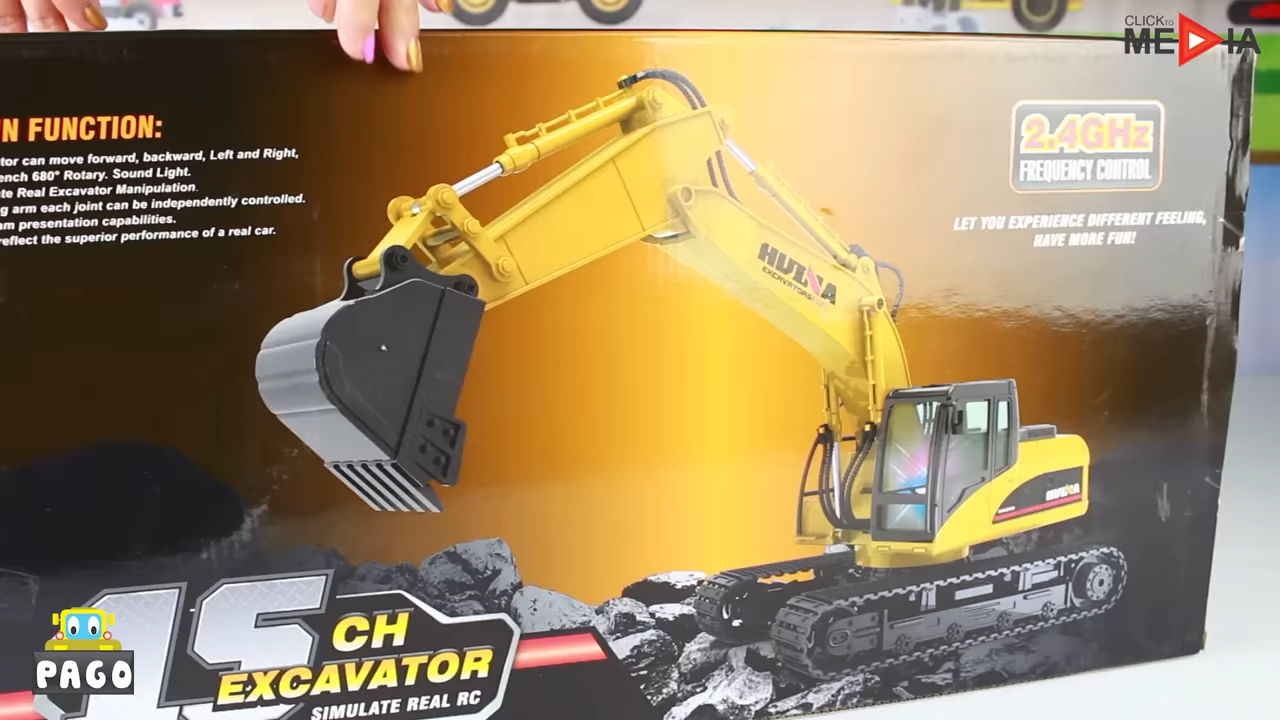 CLICK to
MEDIA
N FUNCTION:
tor can move forward, backward, Left and Right,
ench 680° Rotary. Sound Light.
te Real Excavator Manipulation.
g arm each joint can be independently controlled.
am presentation capabilities.
reflect the superior performance of a real car.
2.4GHz
FREQUENCY CONTROL
LET YOU EXPERIENCE DIFFERENT FEELING,
HAVE MORE FUN!
HUINA
EXCAVATORS
HUINA
15 CH
EXCAVATOR
SIMULATE REAL RC
PAGO